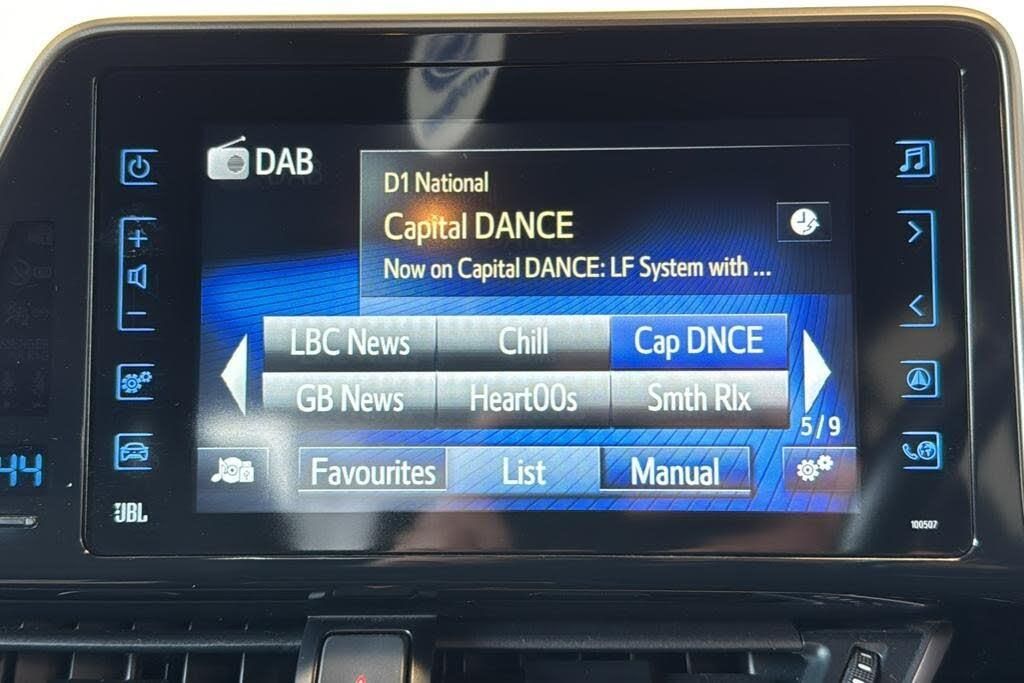 DAB
D1 National
Capital DANCE
Now on Capital DANCE: LF System with ...
LBC News Chill Cap DNCE
GB News Heart00s Smth Rlx
5/9
Favourites List Manual
44
JBL
100507